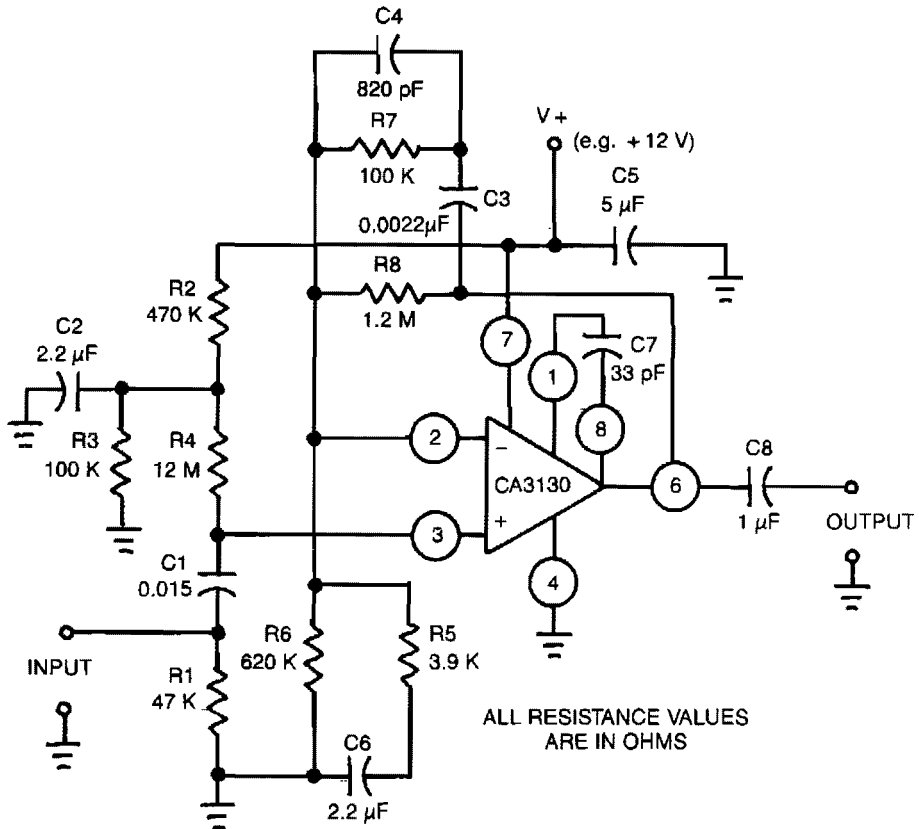 C4
820 pF
R7
100 K
V +
(e.g. + 12 V)
C5
5 µF
C3
0.0022µF
R8
1.2 M
R2
470 K
C2
2.2 µF
7
1
C7
33 pF
8
R3
100 K
R4
12 M
2
−
CA3130
6
C8
1 µF
OUTPUT
3
+
4
C1
0.015
INPUT
R1
47 K
R6
620 K
R5
3.9 K
C6
2.2 µF
ALL RESISTANCE VALUES
ARE IN OHMS